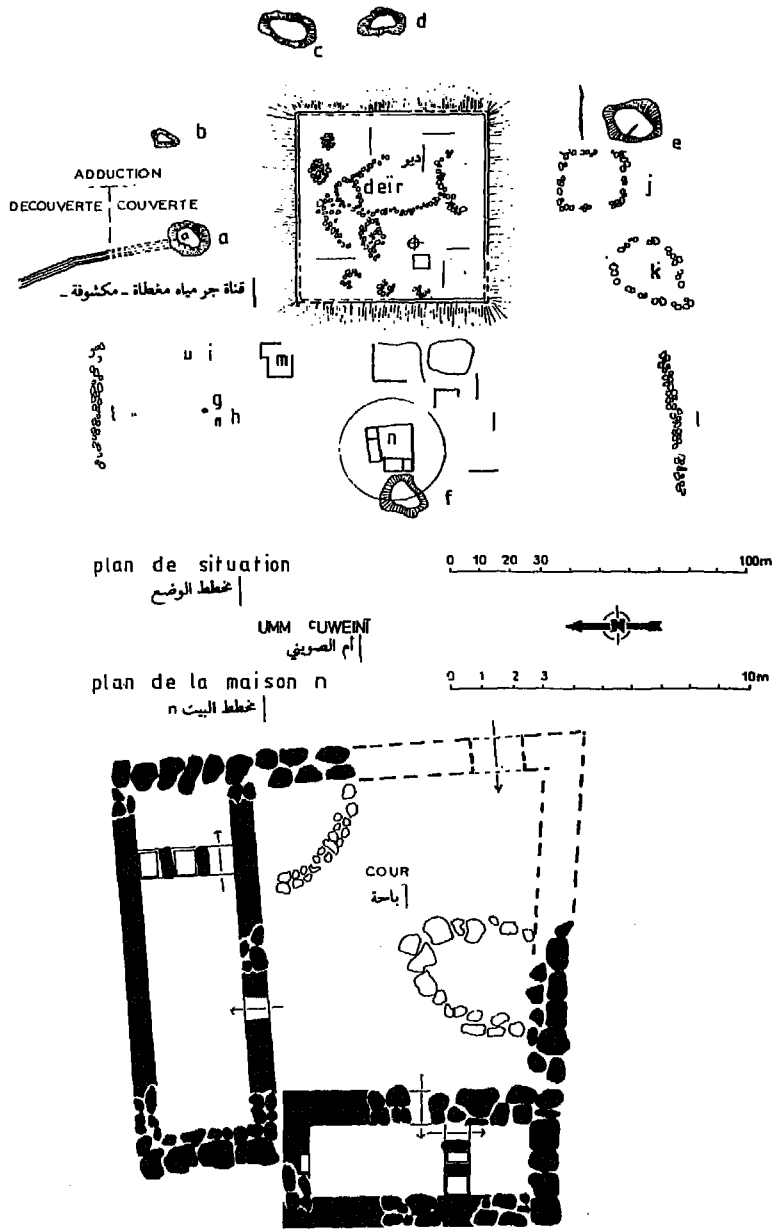 c
d
b
e
ADDUCTION
DECOUVERTE COUVERTE
a
دير
deïr
j
k
قناة جر مياه مغطاة - مكشوفة -
i
m
g
h
l
n
l
f
plan de situation
مخطط الوضع
0 10 20 30 100m
UMM ᶜUWEINĪ
أم الصويني
N
plan de la maison n
مخطط البيت n
0 1 2 3 10m
COUR
باحة